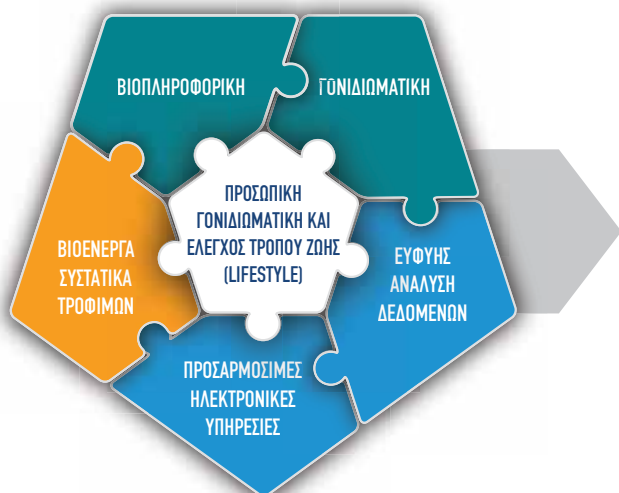 ΒΙΟΠΛΗΡΟΦΟΡΙΚΗ
ΓΟΝΙΔΙΩΜΑΤΙΚΗ
ΠΡΟΣΩΠΙΚΗ
ΓΟΝΙΔΙΩΜΑΤΙΚΗ ΚΑΙ
ΕΛΕΓΧΟΣ ΤΡΟΠΟΥ ΖΩΗΣ
(LIFESTYLE)
ΒΙΟΕΝΕΡΓΑ
ΣΥΣΤΑΤΙΚΑ
ΤΡΟΦΙΜΩΝ
ΕΥΦΥΗΣ
ΑΝΑΛΥΣΗ
ΔΕΔΟΜΕΝΩΝ
ΠΡΟΣΑΡΜΟΣΙΜΕΣ
ΗΛΕΚΤΡΟΝΙΚΕΣ
ΥΠΗΡΕΣΙΕΣ